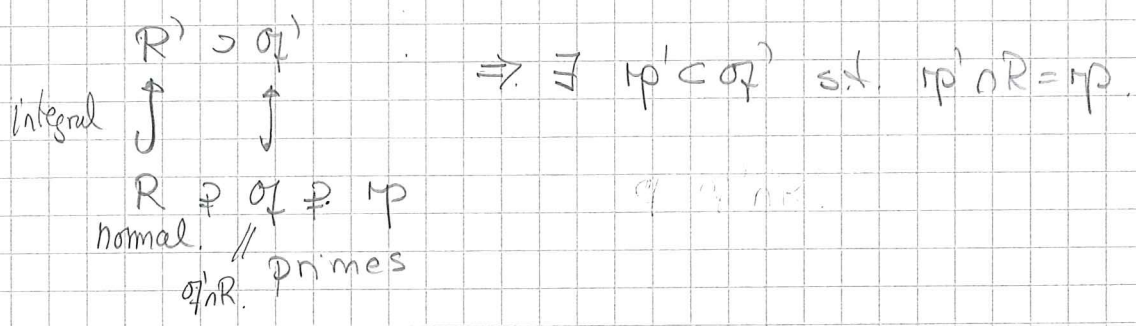 R' ⊃ 𝔮' ⇒ ∃ 𝔭' ⊂ 𝔮' s.t. 𝔭' ∩ R = 𝔭.
integral
R ⊋ 𝔮 ⊋ 𝔭
normal.
𝔮' ∩ R. primes